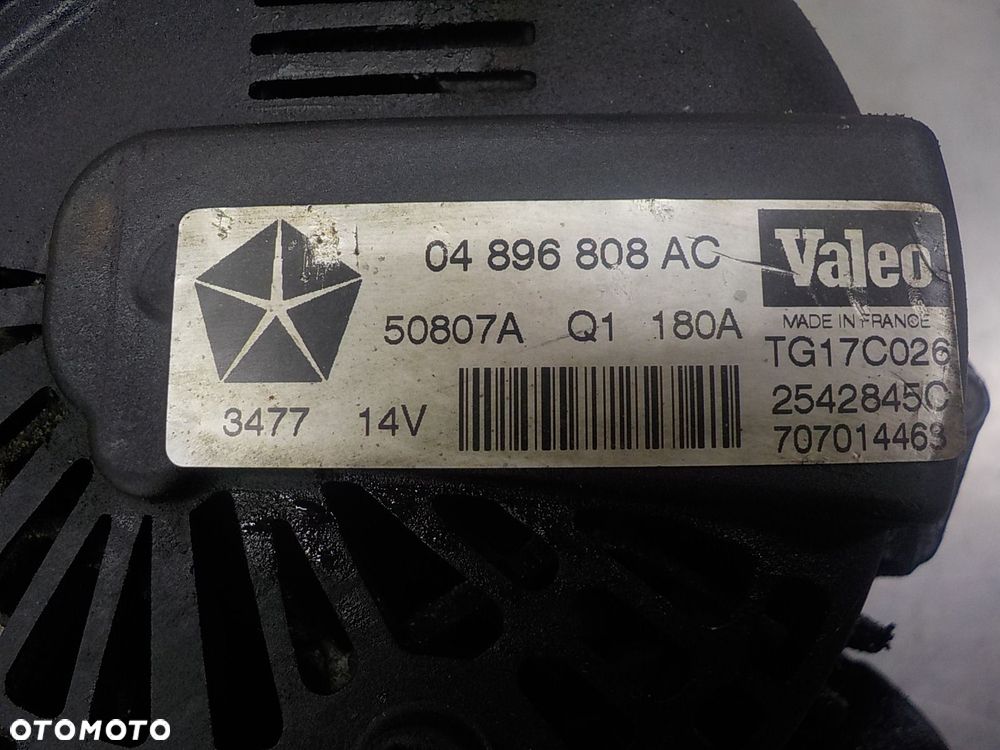 04 896 808 AC
Valeo
50807A Q1 180A
MADE IN FRANCE
TG17C026
3477 14V
2542845C
707014463
OTOMOTO